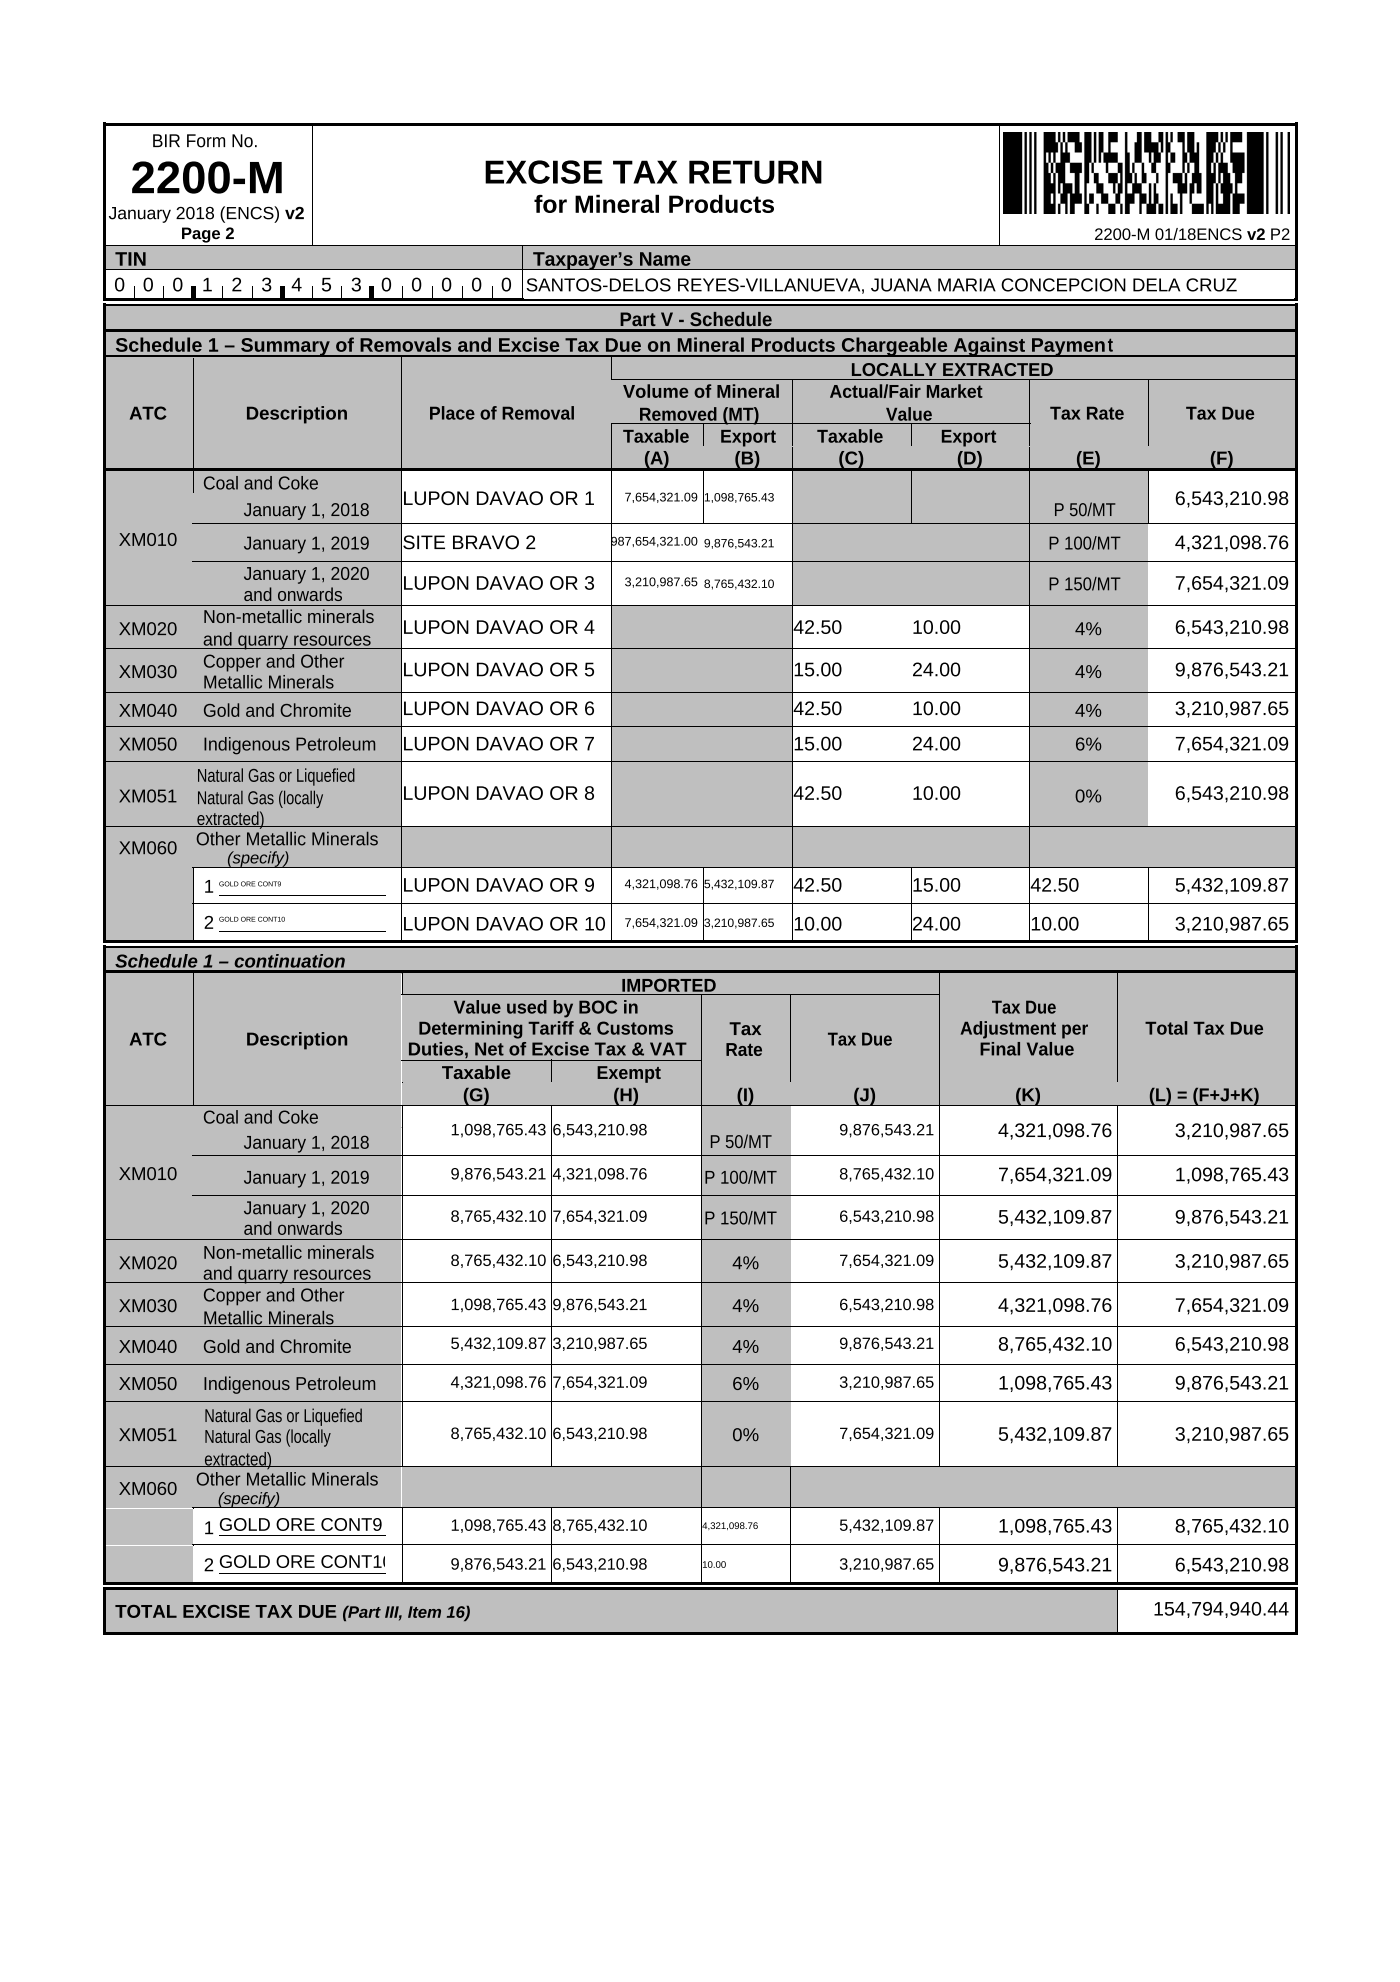 BIR Form No.
2200-M
January 2018 (ENCS) v2
Page 2
EXCISE TAX RETURN
for Mineral Products
2200-M 01/18ENCS v2 P2
TIN Taxpayer's Name
0 0 0 1 2 3 4 5 3 0 0 0 0 0 SANTOS-DELOS REYES-VILLANUEVA, JUANA MARIA CONCEPCION DELA CRUZ
Part V - Schedule
Schedule 1 – Summary of Removals and Excise Tax Due on Mineral Products Chargeable Against Payment
LOCALLY EXTRACTED
ATC Description Place of Removal
Volume of Mineral Removed (MT)
Actual/Fair Market Value
Tax Rate Tax Due
Taxable Export Taxable Export
(A) (B) (C) (D) (E) (F)
Coal and Coke
XM010
January 1, 2018 LUPON DAVAO OR 1 7,654,321.09 1,098,765.43 P 50/MT 6,543,210.98
January 1, 2019 SITE BRAVO 2 987,654,321.00 9,876,543.21 P 100/MT 4,321,098.76
January 1, 2020
and onwards LUPON DAVAO OR 3 3,210,987.65 8,765,432.10 P 150/MT 7,654,321.09
XM020 Non-metallic minerals
and quarry resources LUPON DAVAO OR 4 42.50 10.00 4% 6,543,210.98
XM030 Copper and Other
Metallic Minerals LUPON DAVAO OR 5 15.00 24.00 4% 9,876,543.21
XM040 Gold and Chromite LUPON DAVAO OR 6 42.50 10.00 4% 3,210,987.65
XM050 Indigenous Petroleum LUPON DAVAO OR 7 15.00 24.00 6% 7,654,321.09
Natural Gas or Liquefied
XM051 Natural Gas (locally
extracted) LUPON DAVAO OR 8 42.50 10.00 0% 6,543,210.98
XM060 Other Metallic Minerals
(specify)
1 GOLD ORE CONT9 LUPON DAVAO OR 9 4,321,098.76 5,432,109.87 42.50 15.00 42.50 5,432,109.87
2 GOLD ORE CONT10 LUPON DAVAO OR 10 7,654,321.09 3,210,987.65 10.00 24.00 10.00 3,210,987.65
Schedule 1 – continuation
IMPORTED
ATC Description
Value used by BOC in
Determining Tariff & Customs
Duties, Net of Excise Tax & VAT
Tax
Rate
Tax Due
Tax Due
Adjustment per
Final Value
Total Tax Due
Taxable Exempt
(G) (H) (I) (J) (K) (L) = (F+J+K)
Coal and Coke
XM010
January 1, 2018 1,098,765.43 6,543,210.98 P 50/MT 9,876,543.21 4,321,098.76 3,210,987.65
January 1, 2019 9,876,543.21 4,321,098.76 P 100/MT 8,765,432.10 7,654,321.09 1,098,765.43
January 1, 2020
and onwards 8,765,432.10 7,654,321.09 P 150/MT 6,543,210.98 5,432,109.87 9,876,543.21
XM020 Non-metallic minerals
and quarry resources 8,765,432.10 6,543,210.98 4% 7,654,321.09 5,432,109.87 3,210,987.65
XM030 Copper and Other
Metallic Minerals 1,098,765.43 9,876,543.21 4% 6,543,210.98 4,321,098.76 7,654,321.09
XM040 Gold and Chromite 5,432,109.87 3,210,987.65 4% 9,876,543.21 8,765,432.10 6,543,210.98
XM050 Indigenous Petroleum 4,321,098.76 7,654,321.09 6% 3,210,987.65 1,098,765.43 9,876,543.21
Natural Gas or Liquefied
XM051 Natural Gas (locally
extracted) 8,765,432.10 6,543,210.98 0% 7,654,321.09 5,432,109.87 3,210,987.65
XM060 Other Metallic Minerals
(specify)
1 GOLD ORE CONT9 1,098,765.43 8,765,432.10 4,321,098.76 5,432,109.87 1,098,765.43 8,765,432.10
2 GOLD ORE CONT10 9,876,543.21 6,543,210.98 10.00 3,210,987.65 9,876,543.21 6,543,210.98
TOTAL EXCISE TAX DUE (Part III, Item 16) 154,794,940.44